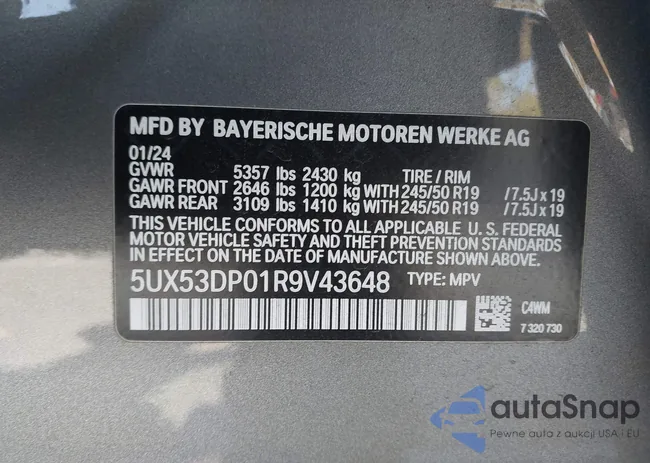 MFD BY BAYERISCHE MOTOREN WERKE AG
01/24
GVWR 5357 lbs 2430 kg TIRE / RIM
GAWR FRONT 2646 lbs 1200 kg WITH 245/50 R19 /7.5J x 19
GAWR REAR 3109 lbs 1410 kg WITH 245/50 R19 /7.5J x 19
THIS VEHICLE CONFORMS TO ALL APPLICABLE U. S. FEDERAL
MOTOR VEHICLE SAFETY AND THEFT PREVENTION STANDARDS
IN EFFECT ON THE DATE OF MANUFACTURE SHOWN ABOVE.
5UX53DP01R9V43648 TYPE: MPV
C4WM
7 320 730
autaSnap
Pewne auta z aukcji USA i EU